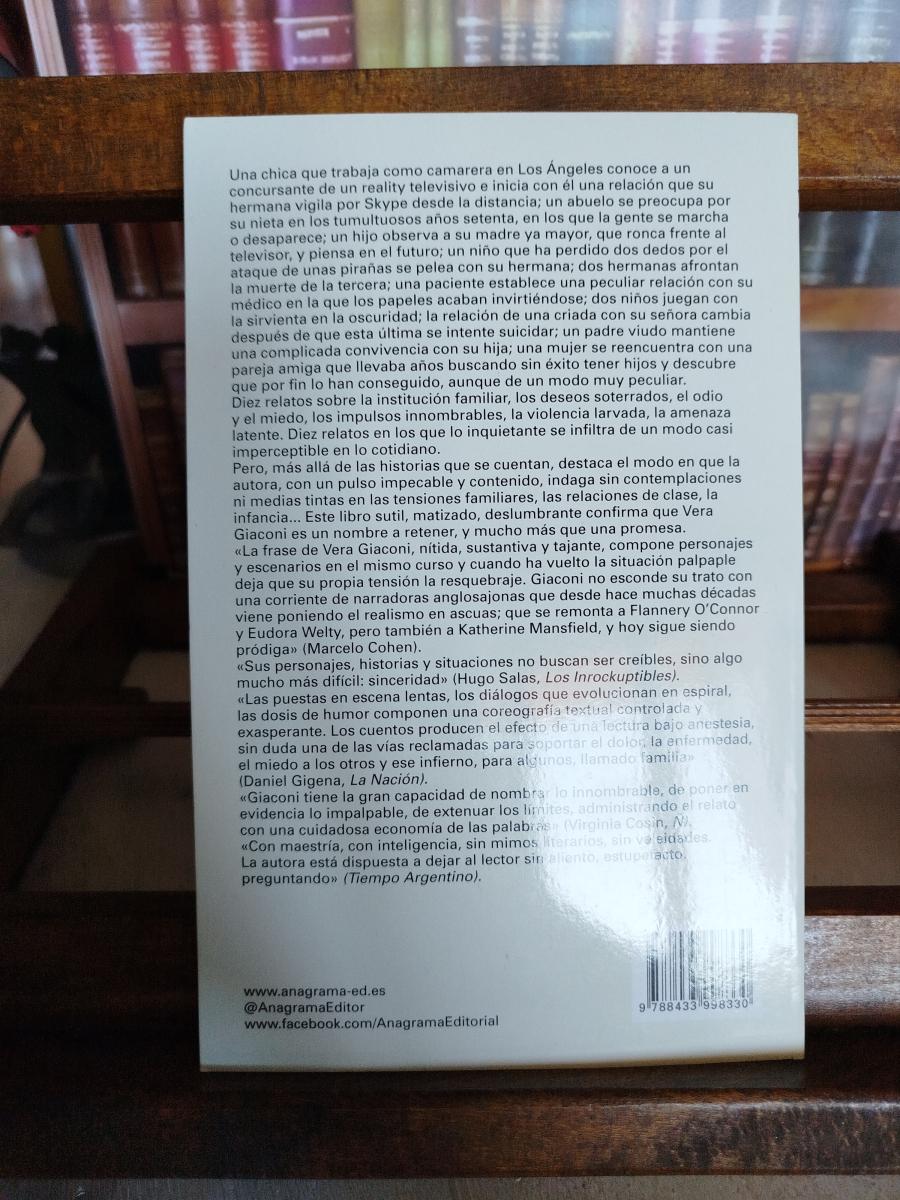 Una chica que trabaja como camarera en Los Ángeles conoce a un
concursante de un reality televisivo e inicia con él una relación que su
hermana vigila por Skype desde la distancia; un abuelo se preocupa por
su nieta en los tumultuosos años setenta, en los que la gente se marcha
o desaparece; un hijo observa a su madre ya mayor, que ronca frente al
televisor, y piensa en el futuro; un niño que ha perdido dos dedos por el
ataque de unas pirañas se pelea con su hermana; dos hermanas afrontan
la muerte de la tercera; una paciente establece una peculiar relación con su
médico en la que los papeles acaban invirtiéndose; dos niños juegan con
la sirvienta en la oscuridad; la relación de una criada con su señora cambia
después de que esta última se intente suicidar; un padre viudo mantiene
una complicada convivencia con su hija; una mujer se reencuentra con una
pareja amiga que llevaba años buscando sin éxito tener hijos y descubre
que por fin lo han conseguido, aunque de un modo muy peculiar.
Diez relatos sobre la institución familiar, los deseos soterrados, el odio
y el miedo, los impulsos innombrables, la violencia larvada, la amenaza
latente. Diez relatos en los que lo inquietante se infiltra de un modo casi
imperceptible en lo cotidiano.
Pero, más allá de las historias que se cuentan, destaca el modo en que la
autora, con un pulso impecable y contenido, indaga sin contemplaciones
ni medias tintas en las tensiones familiares, las relaciones de clase, la
infancia... Este libro sutil, matizado, deslumbrante confirma que Vera
Giaconi es un nombre a retener, y mucho más que una promesa.
«La frase de Vera Giaconi, nítida, sustantiva y tajante, compone personajes
y escenarios en el mismo curso y cuando ha vuelto la situación palpaple
deja que su propia tensión la resquebraje. Giaconi no esconde su trato con
una corriente de narradoras anglosajonas que desde hace muchas décadas
viene poniendo el realismo en ascuas; que se remonta a Flannery O'Connor
y Eudora Welty, pero también a Katherine Mansfield, y hoy sigue siendo
pródiga» (Marcelo Cohen).
«Sus personajes, historias y situaciones no buscan ser creíbles, sino algo
mucho más difícil: sinceridad» (Hugo Salas, Los Inrockuptibles).
«Las puestas en escena lentas, los diálogos que evolucionan en espiral,
las dosis de humor componen una coreografía textual controlada y
exasperante. Los cuentos producen el efecto de una lectura bajo anestesia,
sin duda una de las vías reclamadas para soportar el dolor, la enfermedad,
el miedo a los otros y ese infierno, para algunos, llamado familia»
(Daniel Gigena, La Nación).
«Giaconi tiene la gran capacidad de nombrar lo innombrable, de poner en
evidencia lo impalpable, de extenuar los límites, administrando el relato
con una cuidadosa economía de las palabras» (Virginia Cosin, Ñ).
«Con maestría, con inteligencia, sin mimos literarios, sin veleidades.
La autora está dispuesta a dejar al lector sin aliento, estupefacto,
preguntando» (Tiempo Argentino).
www.anagrama-ed.es
@AnagramaEditor
www.facebook.com/AnagramaEditorial
9 788433 998330